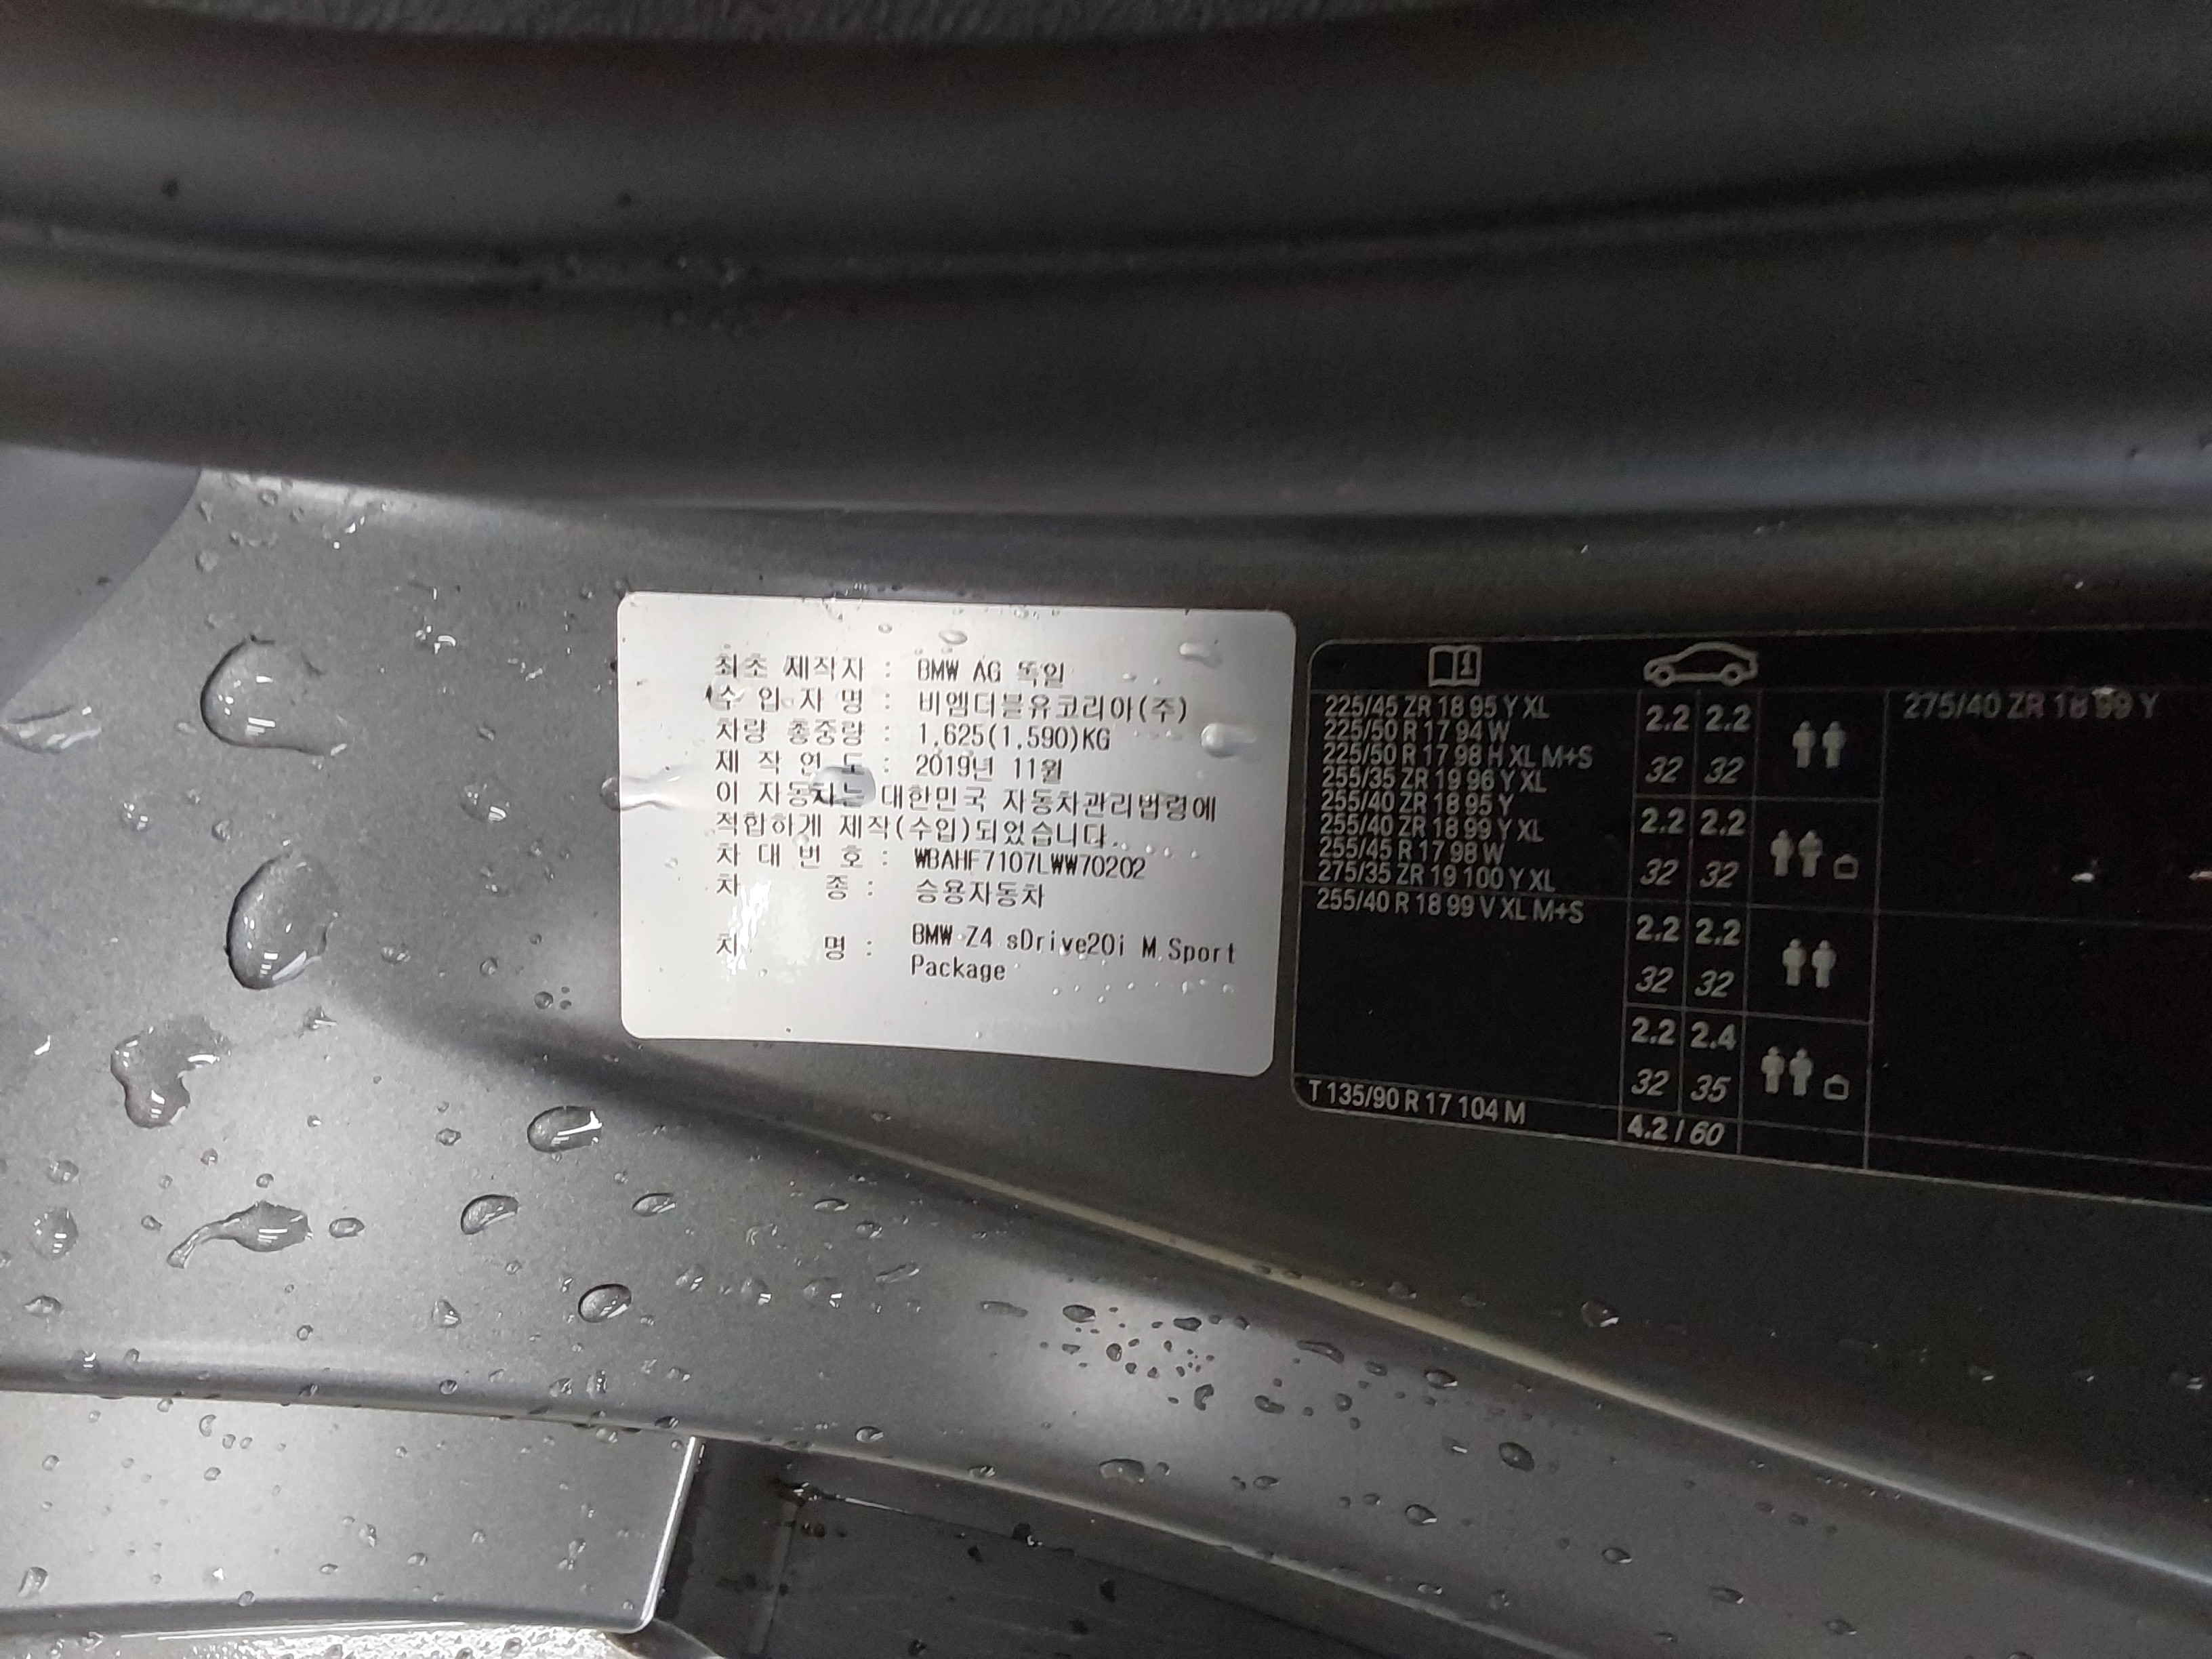 최초 제작자 : BMW AG 독일
수 입 자 명 : 비엠더블유코리아(주)
차량 총중량 : 1,625(1,590)KG
제 작 연 도 : 2019년 11월
이 자동차는 대한민국 자동차관리법령에
적합하게 제작(수입)되었습니다.
차 대 번 호 : WBAHF7107LWW70202
차 종 : 승용자동차
차 명 : BMW Z4 sDrive20i M Sport
Package
225/45 ZR 18 95 Y XL
225/50 R 17 94 W
225/50 R 17 98 H XL M+S
255/35 ZR 19 96 Y XL
255/40 ZR 18 95 Y
255/40 ZR 18 99 Y XL
255/45 R 17 98 W
275/35 ZR 19 100 Y XL
255/40 R 18 99 V XL M+S
T 135/90 R 17 104 M
2.2 2.2
32 32
2.2 2.2
32 32
2.2 2.2
32 32
2.2 2.4
32 35
4.2 / 60
275/40 ZR 18 99 Y